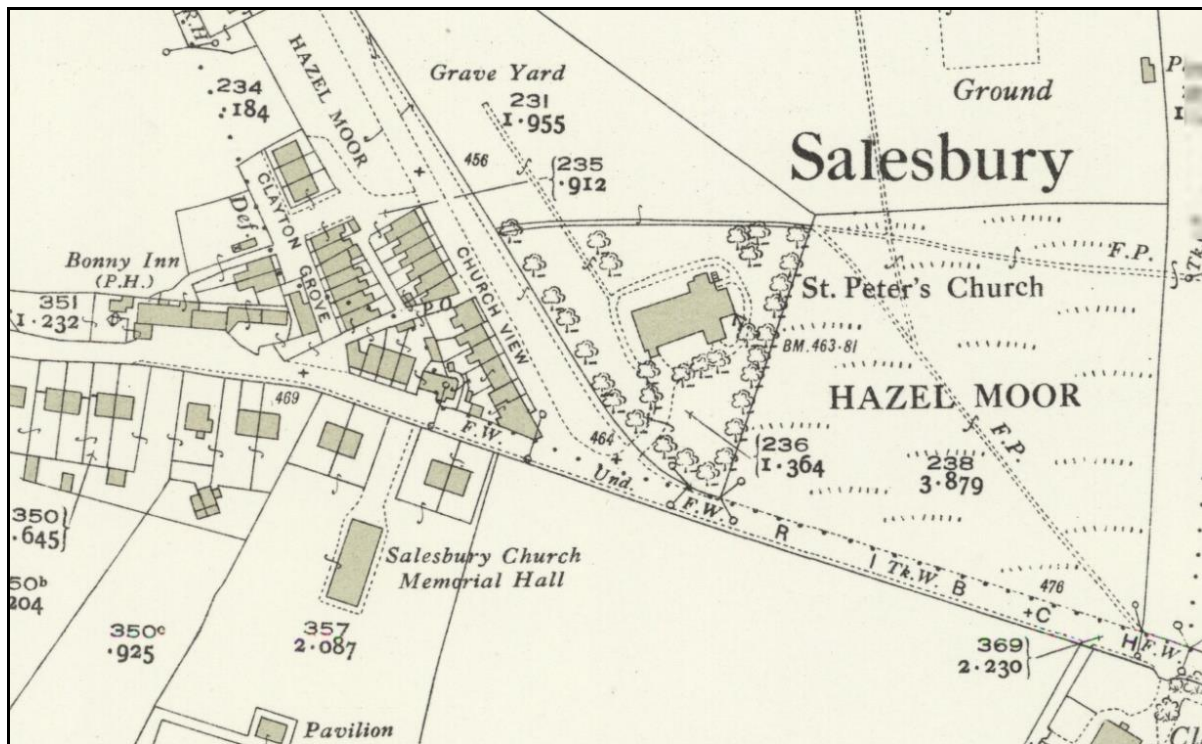 R.H
HAZEL MOOR
Grave Yard
231
1.955
Ground
P
234
.184
456
235
.912
Salesbury
CLAYTON
GROVE
Def
CHURCH VIEW
Bonny Inn
(P.H.)
351
1.232
P.O
F.P.
St. Peter's Church
BM.463.81
HAZEL MOOR
469
F.W.
464
Und
236
1.364
238
3.879
F.P.
F.W.
350
.645
Salesbury Church
Memorial Hall
R I B C H
Tk.W.
476
50b
204
350c
.925
357
2.087
369
2.230
F.W.
Pavilion